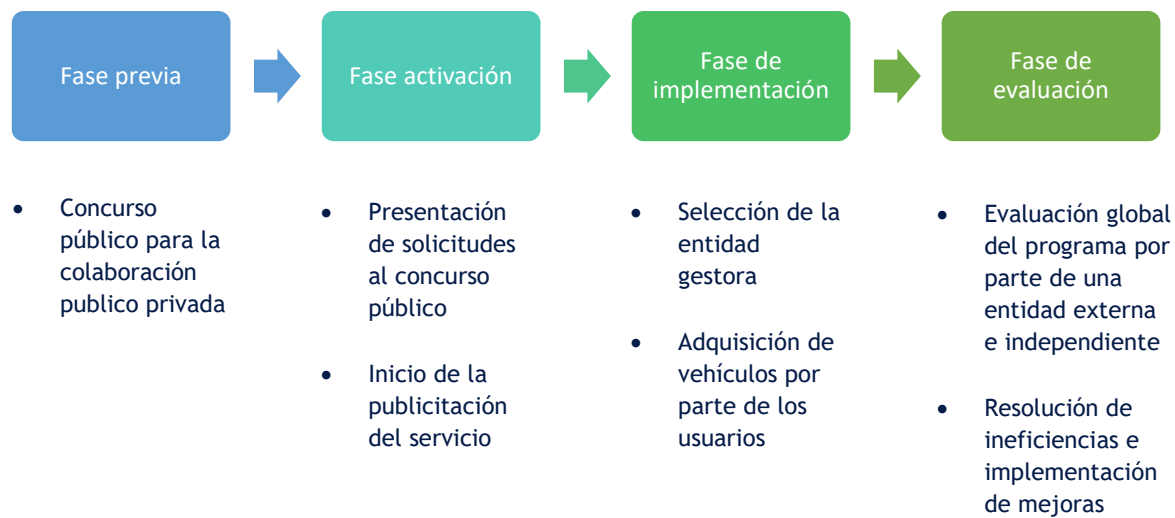 Fase previa
Fase activación
Fase de
implementación
Fase de
evaluación
• Concurso
público para la
colaboración
publico privada
• Presentación
de solicitudes
al concurso
público
• Inicio de la
publicitación
del servicio
• Selección de la
entidad
gestora
• Adquisición de
vehículos por
parte de los
usuarios
• Evaluación global
del programa por
parte de una
entidad externa
e independiente
• Resolución de
ineficiencias e
implementación
de mejoras